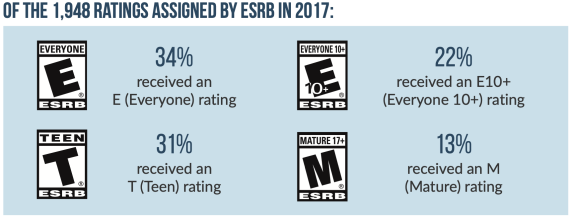 OF THE 1,948 RATINGS ASSIGNED BY ESRB IN 2017:
EVERYONE
E
®
ESRB
34%
received an
E (Everyone) rating
EVERYONE 10+
E
10+
®
ESRB
22%
received an E10+
(Everyone 10+) rating
TEEN
T
®
ESRB
31%
received an
T (Teen) rating
MATURE 17+
M
®
ESRB
13%
received an M
(Mature) rating